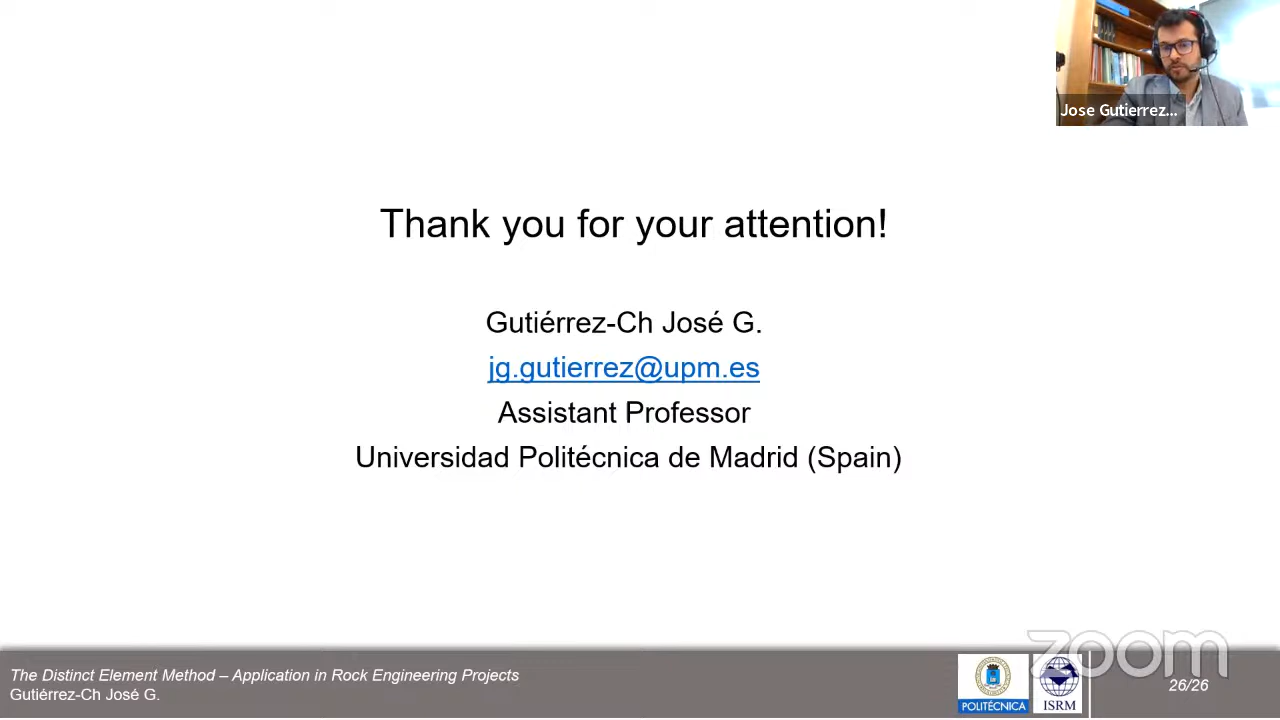 Jose Gutierrez...
Thank you for your attention!
Gutiérrez-Ch José G.
jg.gutierrez@upm.es
Assistant Professor
Universidad Politécnica de Madrid (Spain)
zoom
The Distinct Element Method – Application in Rock Engineering Projects
Gutiérrez-Ch José G.
POLITÉCNICA
ISRM
26/26